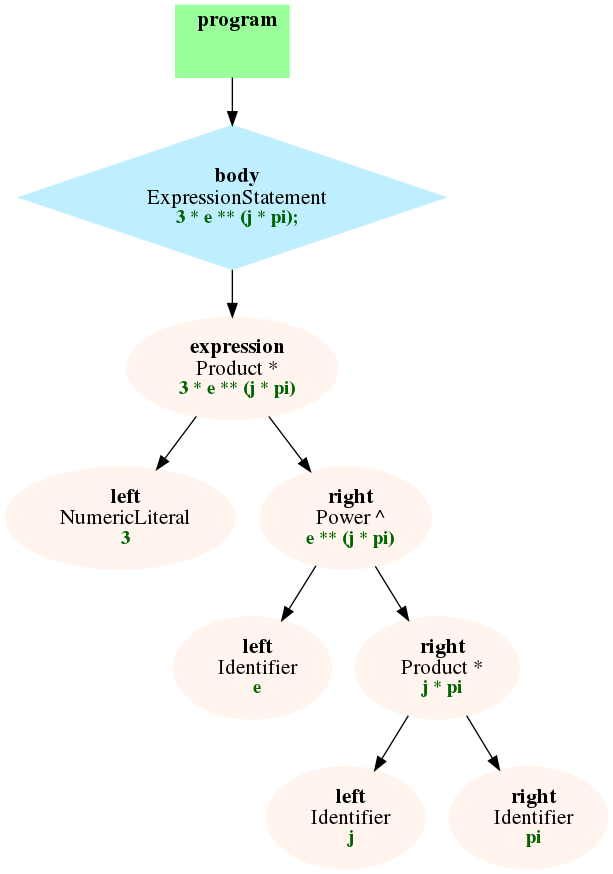 program
body
ExpressionStatement
3 * e ** (j * pi);
expression
Product *
3 * e ** (j * pi)
left
NumericLiteral
3
right
Power ^
e ** (j * pi)
left
Identifier
e
right
Product *
j * pi
left
Identifier
j
right
Identifier
pi